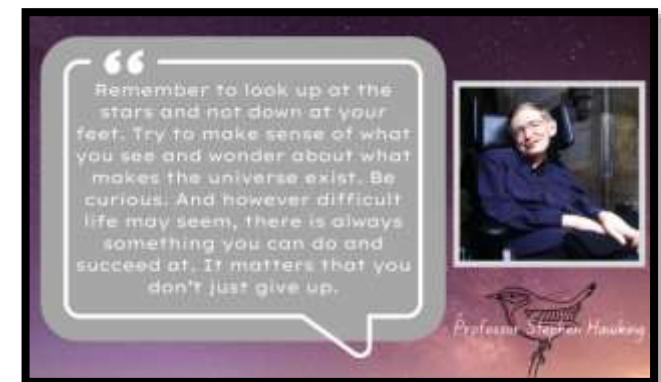 Remember to look up at the
stars and not down at your
feet. Try to make sense of what
you see and wonder about what
makes the universe exist. Be
curious. And however difficult
life may seem, there is always
something you can do and
succeed at. It matters that you
don't just give up.
Professor Stephen Hawking